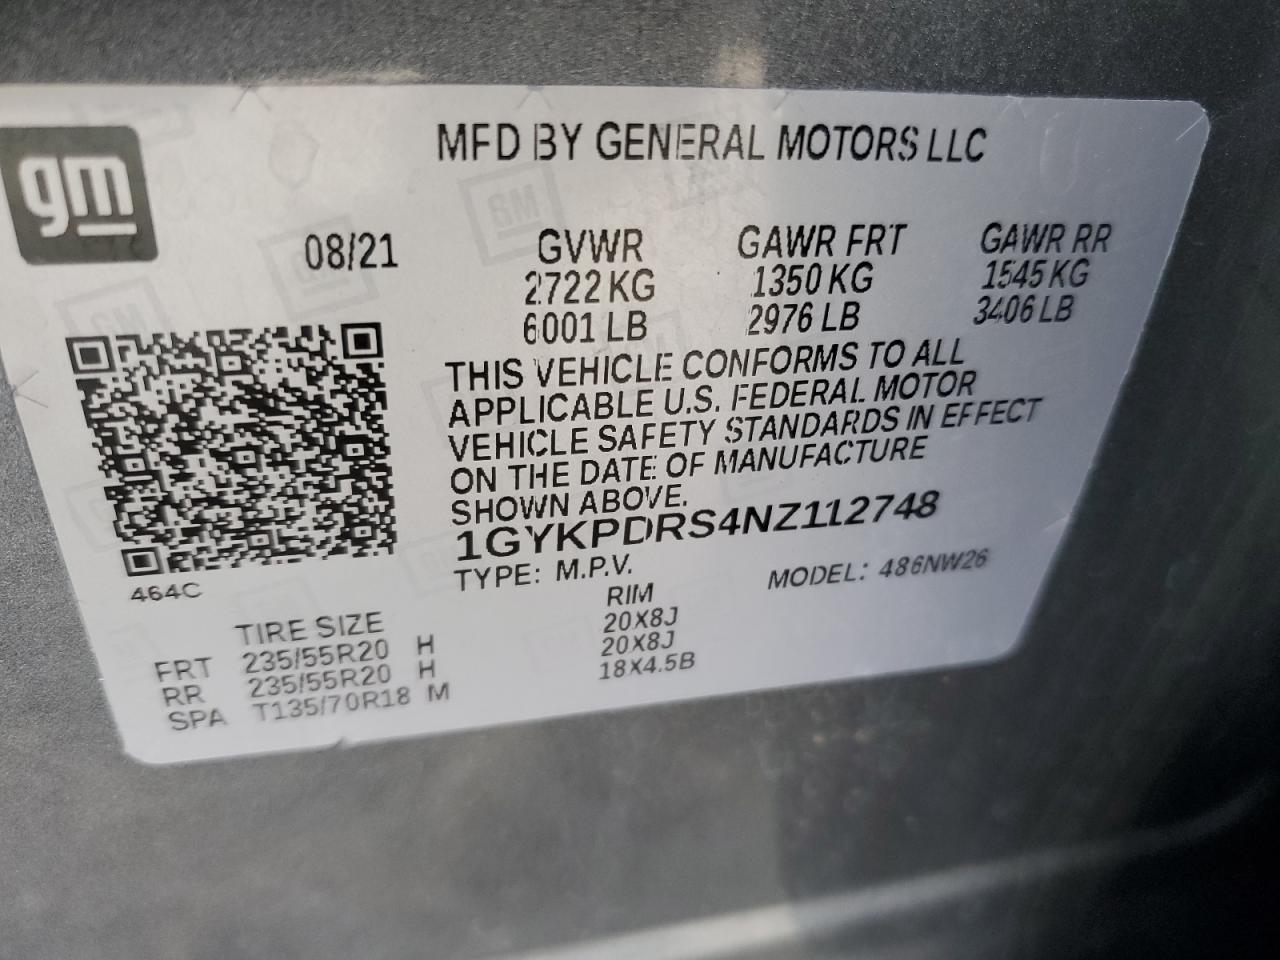 gm
MFD BY GENERAL MOTORS LLC
08/21 GVWR GAWR FRT GAWR RR
2722 KG 1350 KG 1545 KG
6001 LB 2976 LB 3406 LB
THIS VEHICLE CONFORMS TO ALL
APPLICABLE U.S. FEDERAL MOTOR
VEHICLE SAFETY STANDARDS IN EFFECT
ON THE DATE OF MANUFACTURE
SHOWN ABOVE.
1GYKPDRS4NZ112748
464C
TYPE: M.P.V. MODEL: 486NW26
TIRE SIZE RIM
FRT 235/55R20 H 20X8J
RR 235/55R20 H 20X8J
SPA T135/70R18 M 18X4.5B